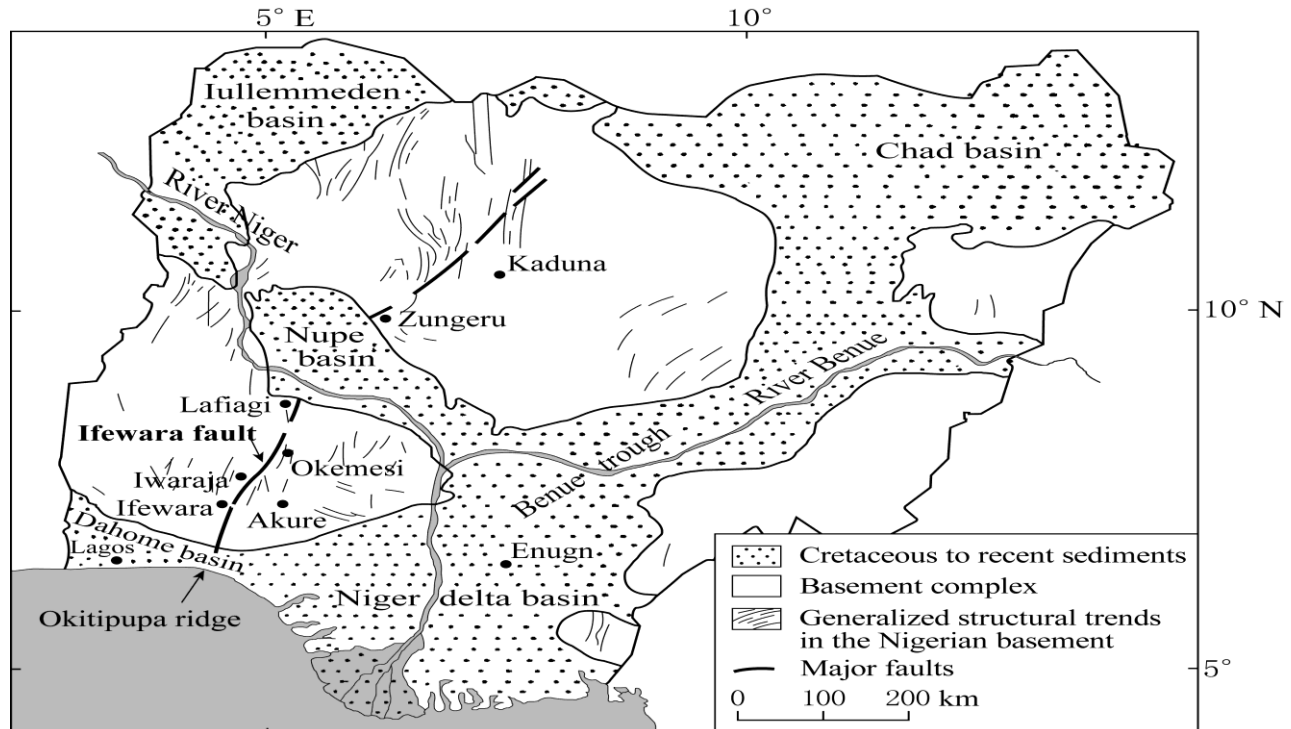 5° E
10°
Iullemmeden
basin
Chad basin
River Niger
Kaduna
Zungeru
10° N
Nupe
basin
River Benue
Lafiagi
Ifewara fault
Okemesi
Benue trough
Iwaraja
Ifewara
Akure
Dahome basin
Lagos
Enugn
Okitipupa ridge
Niger delta basin
Cretaceous to recent sediments
Basement complex
Generalized structural trends
in the Nigerian basement
Major faults
5°
0 100 200 km